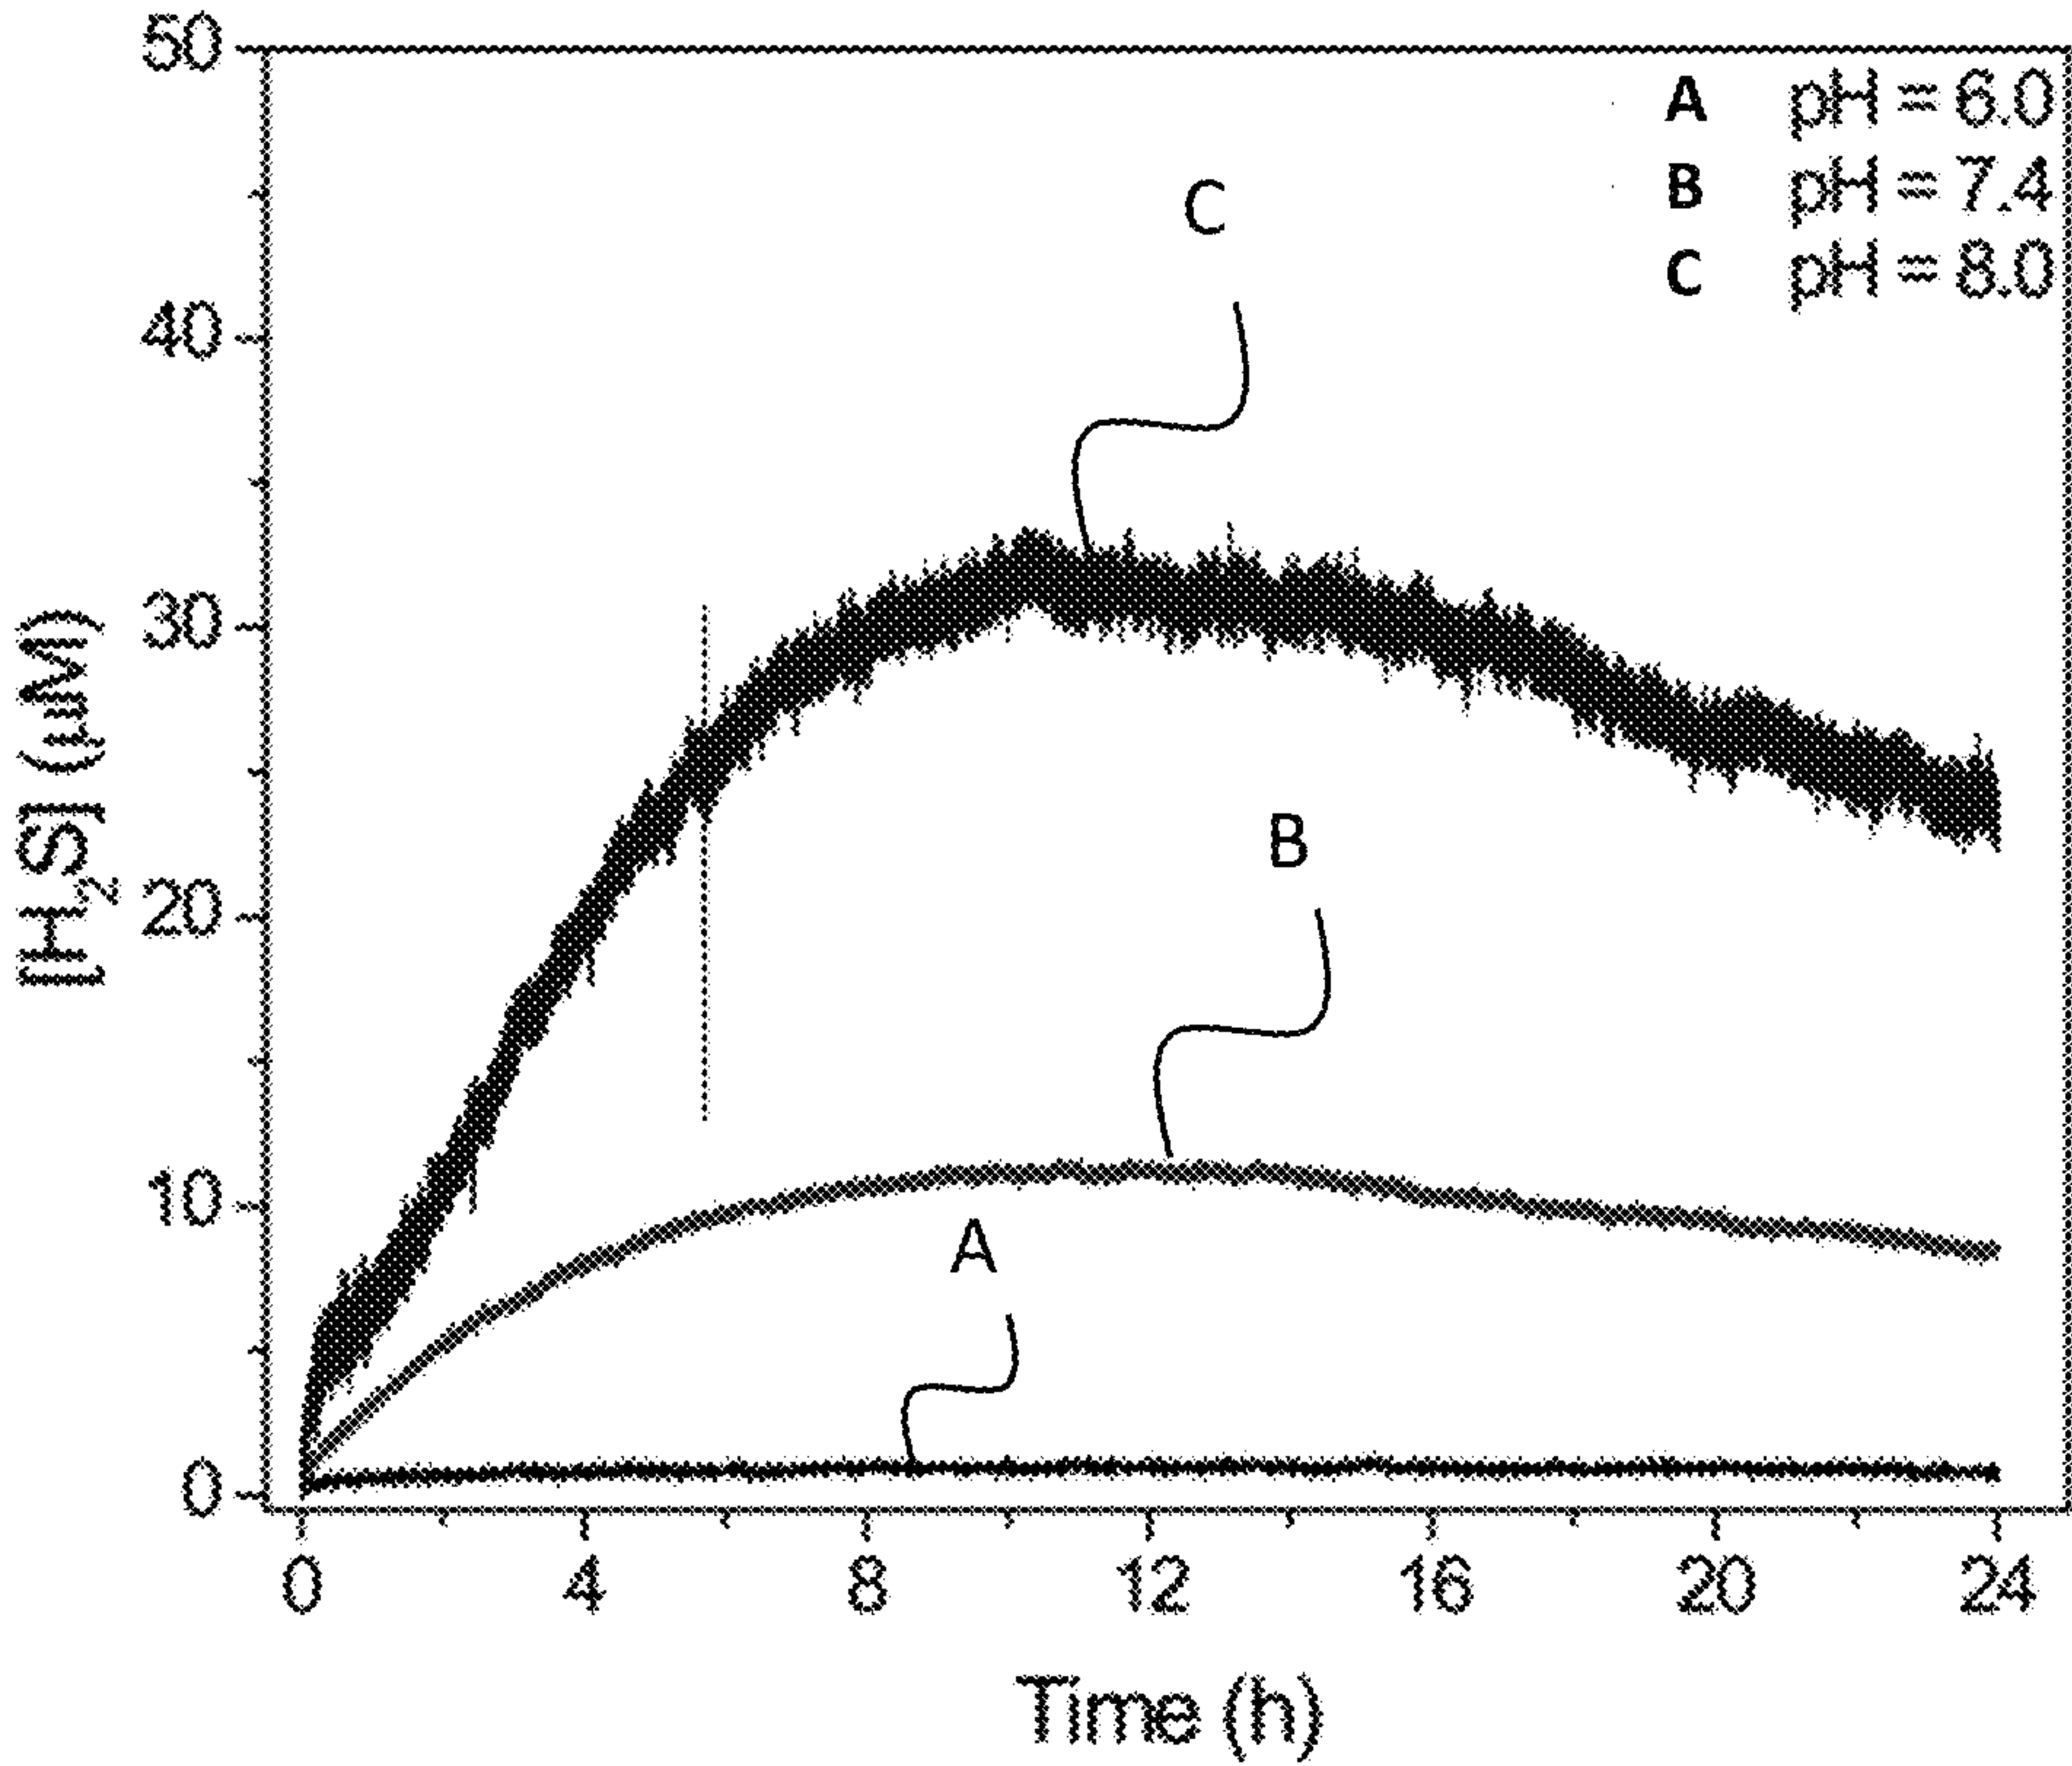 50
A pH = 6.0
B pH = 7.4
C pH = 8.0
C
40
30
[H₂S] (μM)
B
20
10
A
0
0 4 8 12 16 20 24
Time (h)